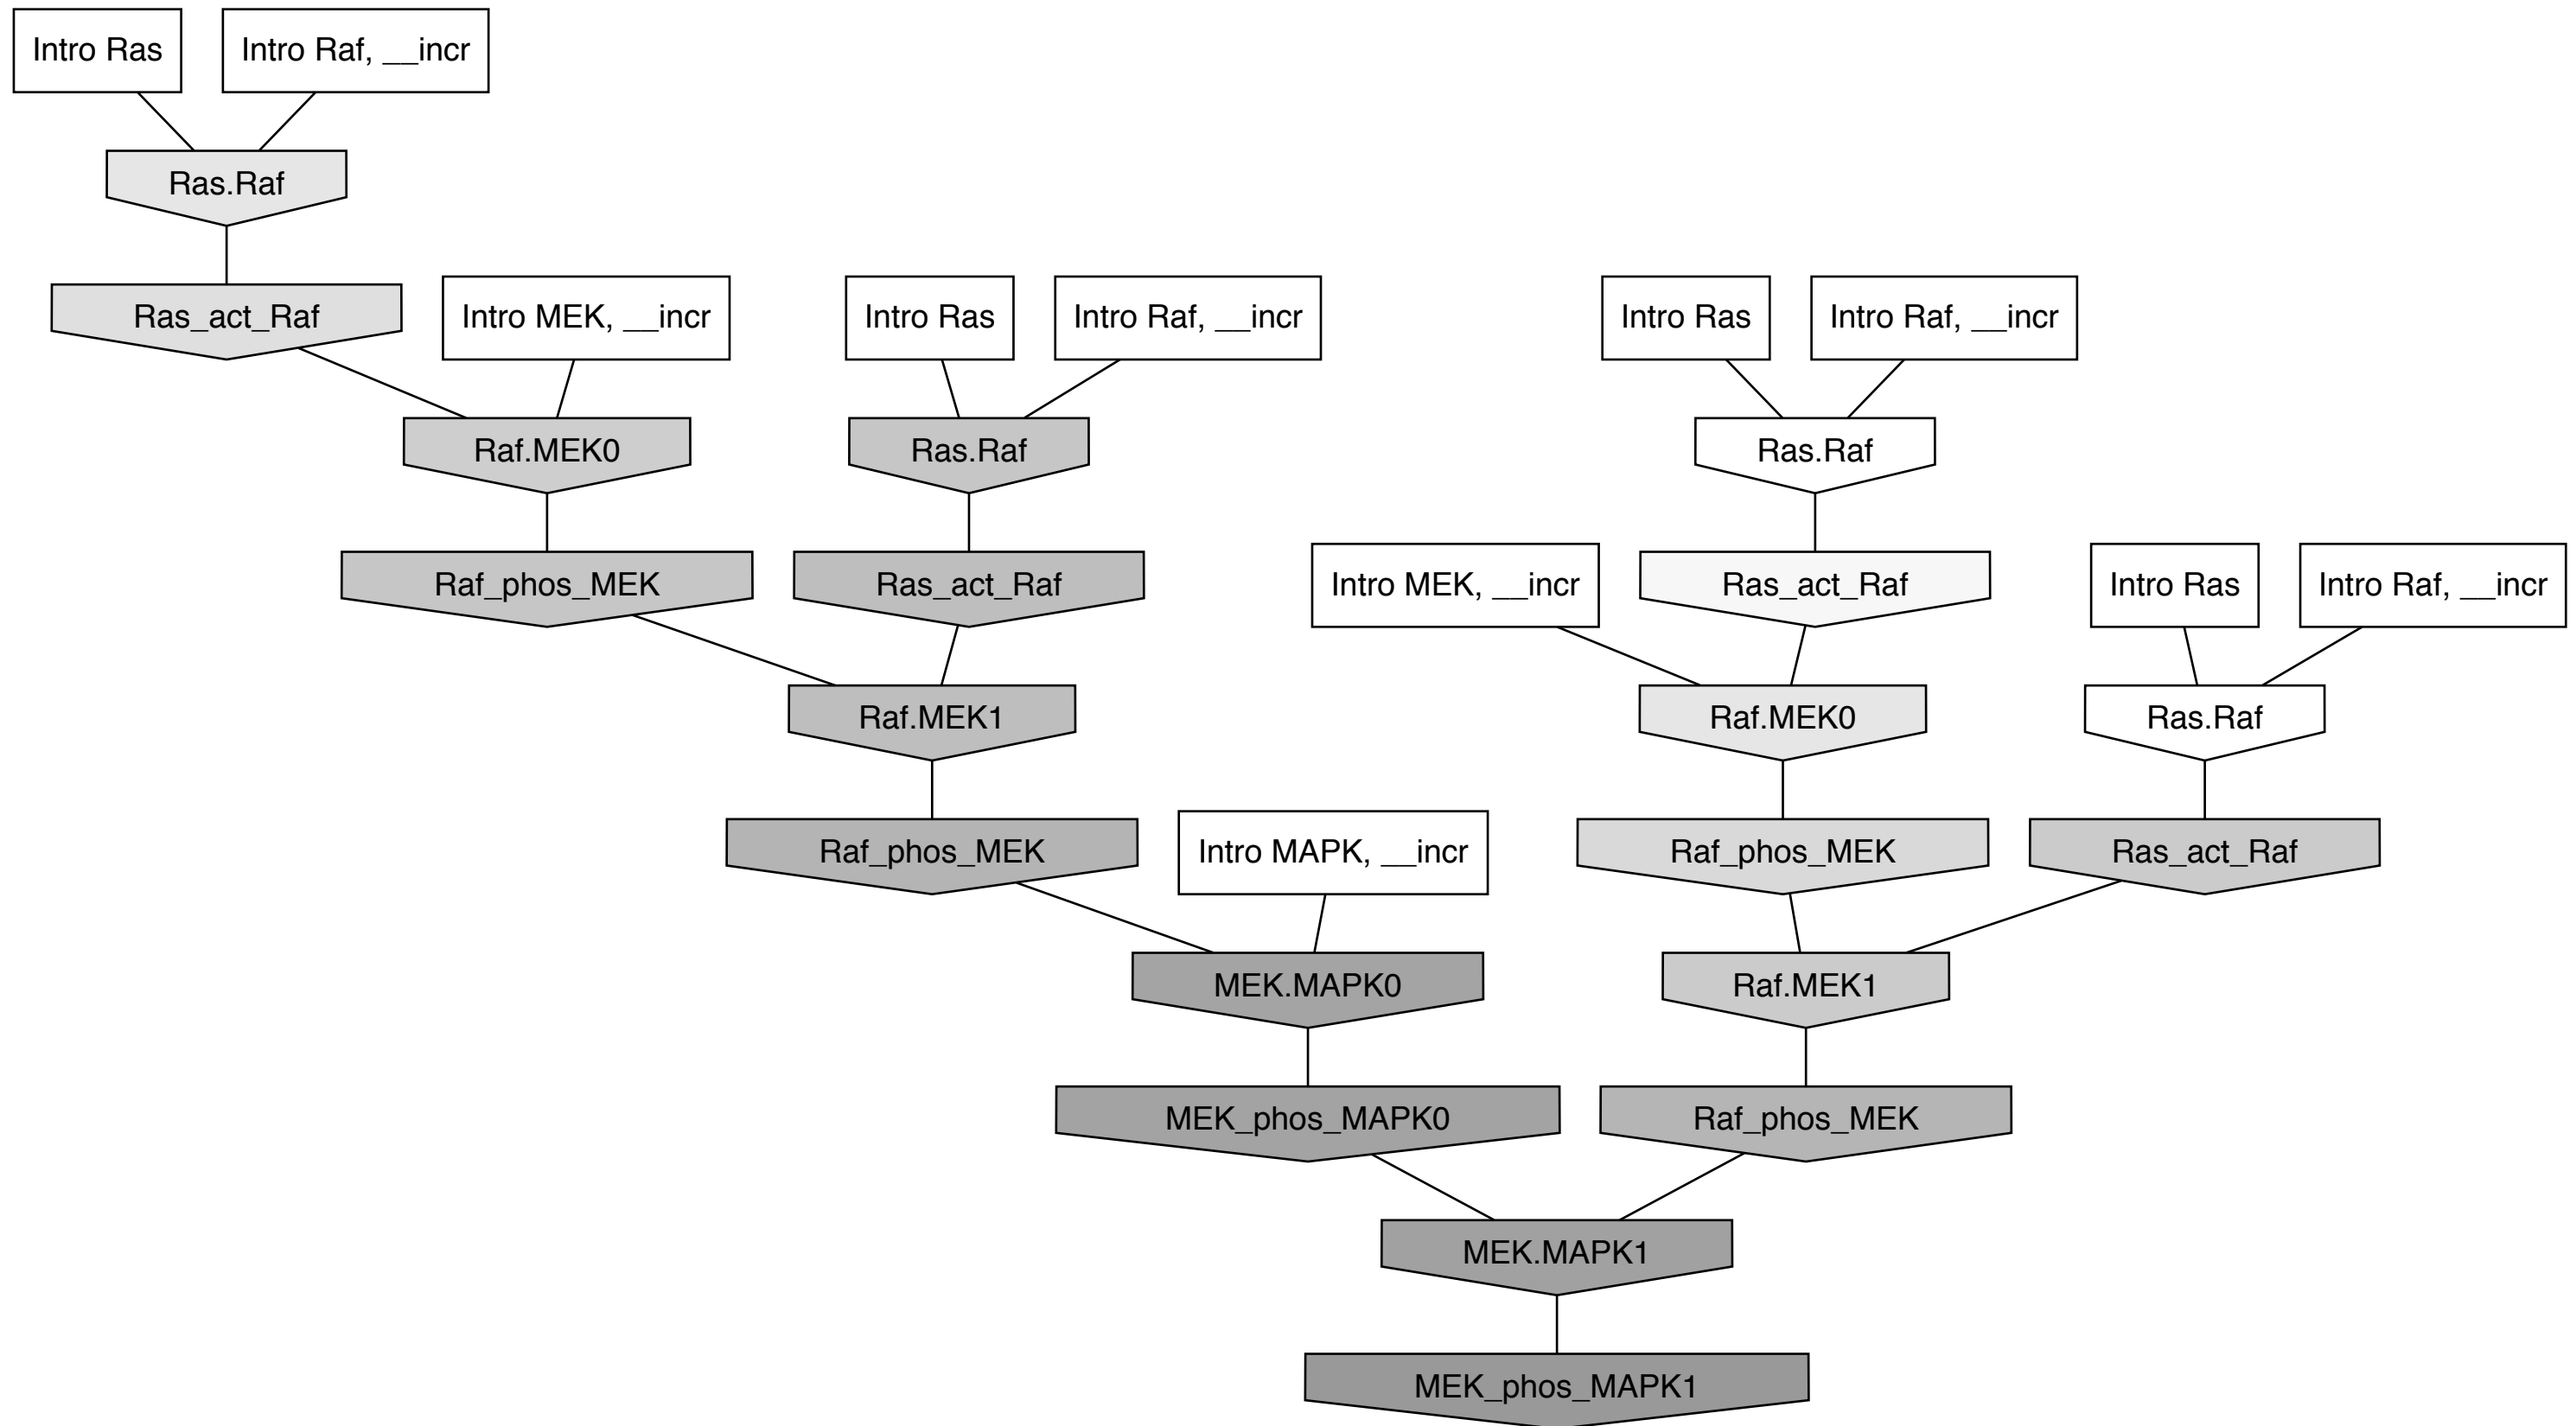 Intro Ras
Intro Raf, __incr
Ras.Raf
Ras_act_Raf
Intro MEK, __incr
Intro Ras
Intro Raf, __incr
Intro Ras
Intro Raf, __incr
Raf.MEK0
Ras.Raf
Ras.Raf
Raf_phos_MEK
Ras_act_Raf
Intro MEK, __incr
Ras_act_Raf
Intro Ras
Intro Raf, __incr
Raf.MEK1
Raf.MEK0
Ras.Raf
Raf_phos_MEK
Intro MAPK, __incr
Raf_phos_MEK
Ras_act_Raf
MEK.MAPK0
Raf.MEK1
MEK_phos_MAPK0
Raf_phos_MEK
MEK.MAPK1
MEK_phos_MAPK1